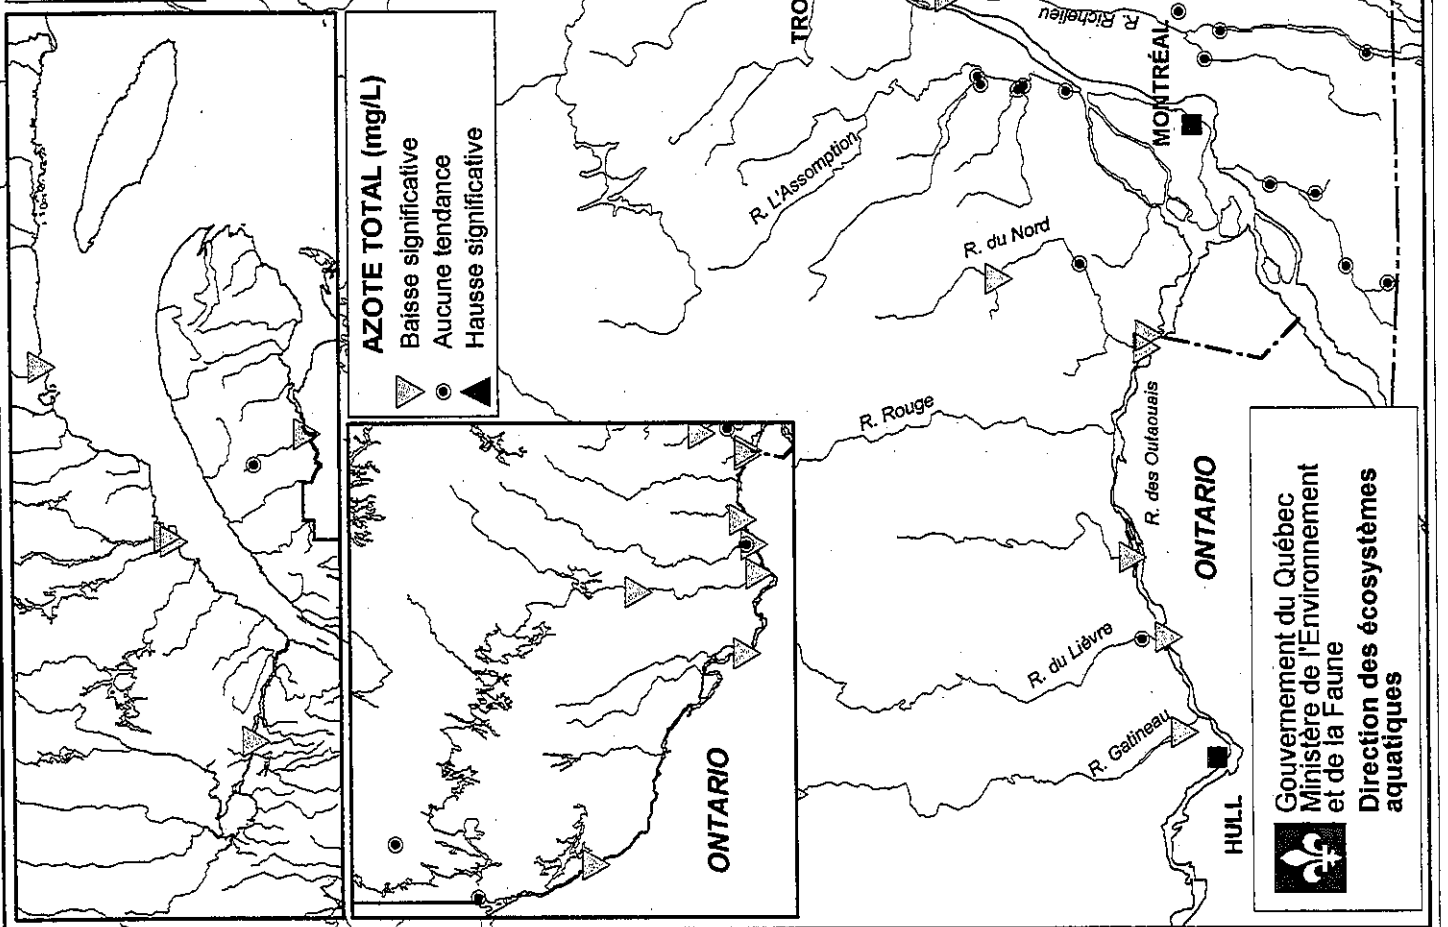 AZOTE TOTAL (mg/L)
Baisse significative
Aucune tendance
Hausse significative
TRO
R. Richelieu
MONTRÉAL
R. L'Assomption
R. du Nord
R. Rouge
R. des Outaouais
ONTARIO
R. du Lièvre
R. Gatineau
HULL
ONTARIO
Gouvernement du Québec
Ministère de l'Environnement
et de la Faune
Direction des écosystèmes
aquatiques